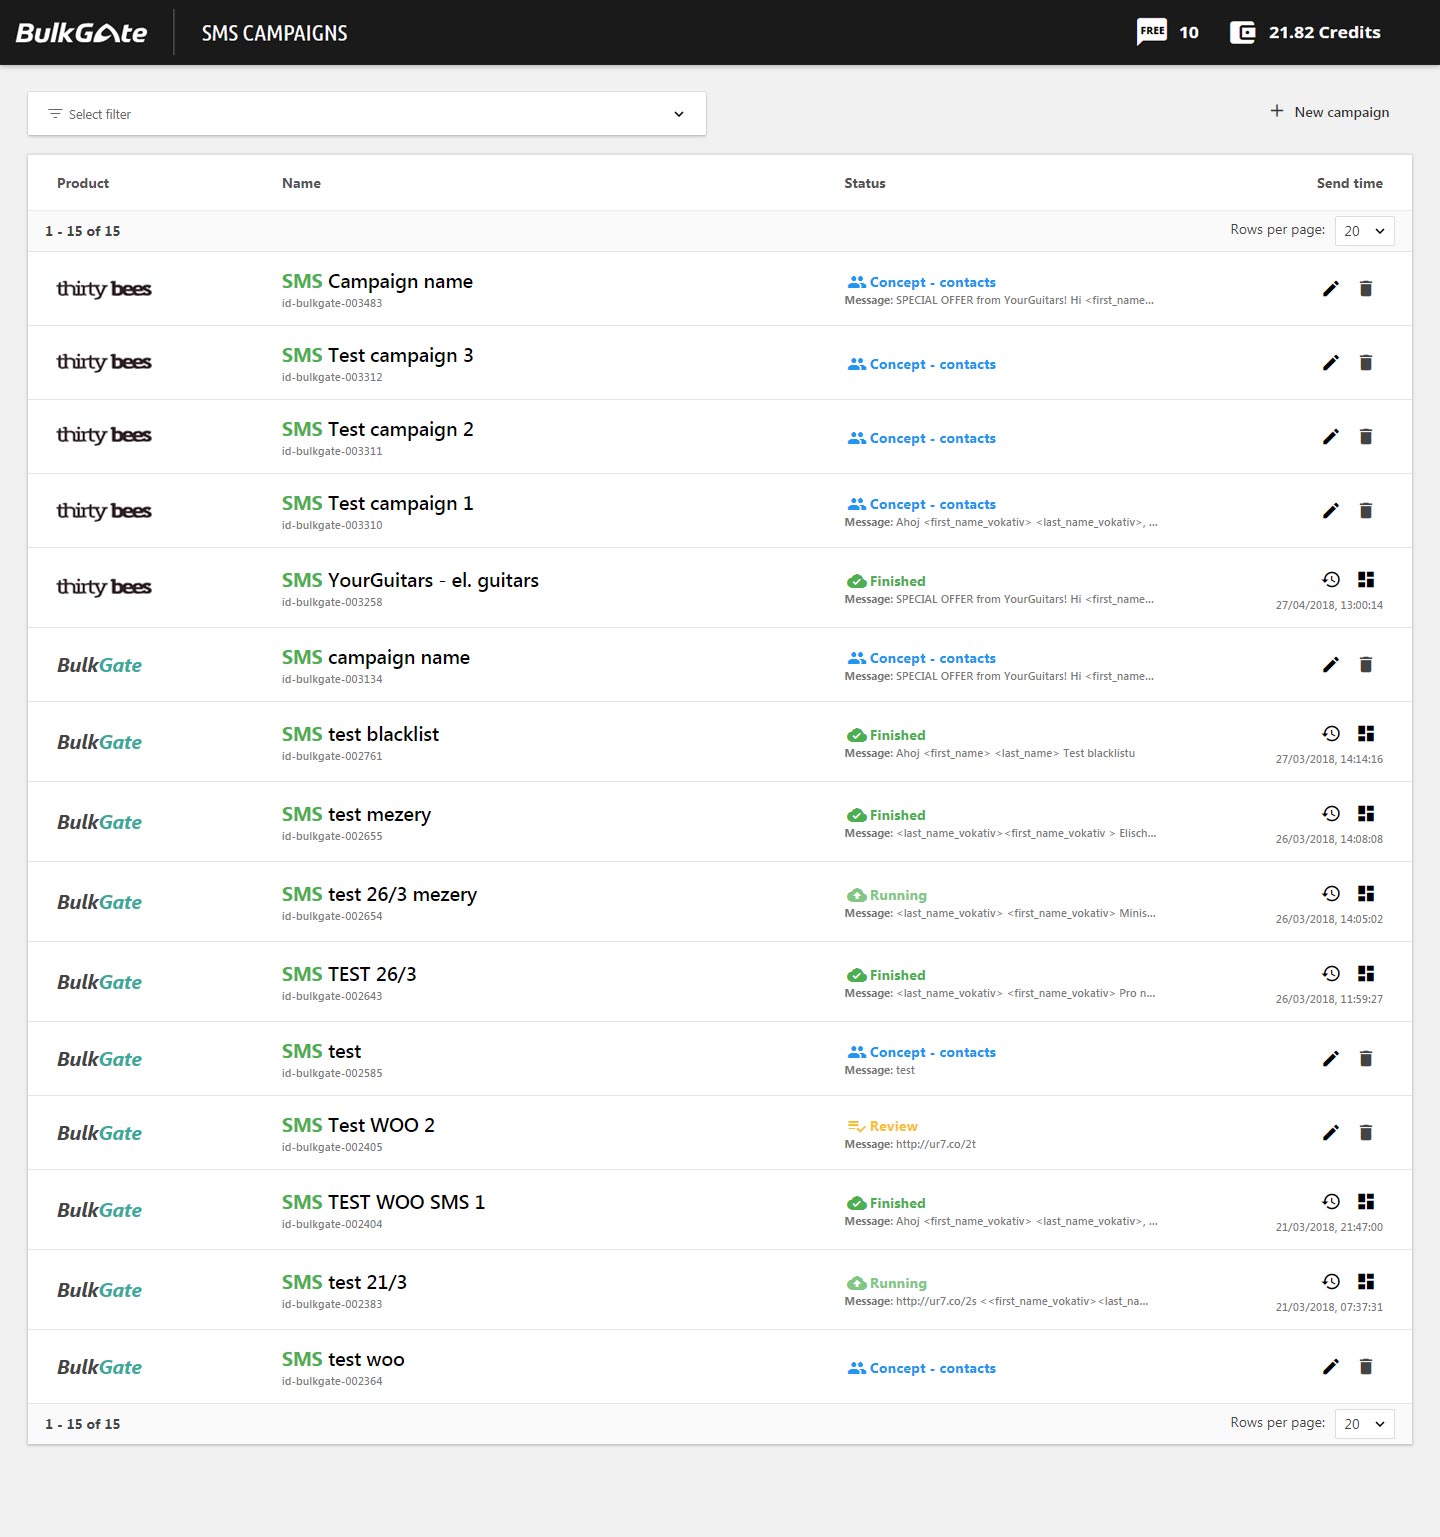 BulkGate SMS CAMPAIGNS FREE 10 21.82 Credits
Select filter New campaign
Product Name Status Send time
1 - 15 of 15 Rows per page: 20
thirty bees SMS Campaign name Concept - contacts
id-bulkgate-003483 Message: SPECIAL OFFER from YourGuitars! Hi <first_name...
thirty bees SMS Test campaign 3 Concept - contacts
id-bulkgate-003312
thirty bees SMS Test campaign 2 Concept - contacts
id-bulkgate-003311
thirty bees SMS Test campaign 1 Concept - contacts
id-bulkgate-003310 Message: Ahoj <first_name_vokativ> <last_name_vokativ>, ...
thirty bees SMS YourGuitars - el. guitars Finished
id-bulkgate-003258 Message: SPECIAL OFFER from YourGuitars! Hi <first_name... 27/04/2018, 13:00:14
BulkGate SMS campaign name Concept - contacts
id-bulkgate-003134 Message: SPECIAL OFFER from YourGuitars! Hi <first_name...
BulkGate SMS test blacklist Finished
id-bulkgate-002761 Message: Ahoj <first_name> <last_name> Test blacklistu 27/03/2018, 14:14:16
BulkGate SMS test mezery Finished
id-bulkgate-002655 Message: <last_name_vokativ><first_name_vokativ > Elisch... 26/03/2018, 14:08:08
BulkGate SMS test 26/3 mezery Running
id-bulkgate-002654 Message: <last_name_vokativ> <first_name_vokativ> Minis... 26/03/2018, 14:05:02
BulkGate SMS TEST 26/3 Finished
id-bulkgate-002643 Message: <last_name_vokativ> <first_name_vokativ> Pro n... 26/03/2018, 11:59:27
BulkGate SMS test Concept - contacts
id-bulkgate-002585 Message: test
BulkGate SMS Test WOO 2 Review
id-bulkgate-002405 Message: http://ur7.co/2t
BulkGate SMS TEST WOO SMS 1 Finished
id-bulkgate-002404 Message: Ahoj <first_name_vokativ> <last_name_vokativ>, ... 21/03/2018, 21:47:00
BulkGate SMS test 21/3 Running
id-bulkgate-002383 Message: http://ur7.co/2s <<first_name_vokativ><last_na... 21/03/2018, 07:37:31
BulkGate SMS test woo Concept - contacts
id-bulkgate-002364
1 - 15 of 15 Rows per page: 20